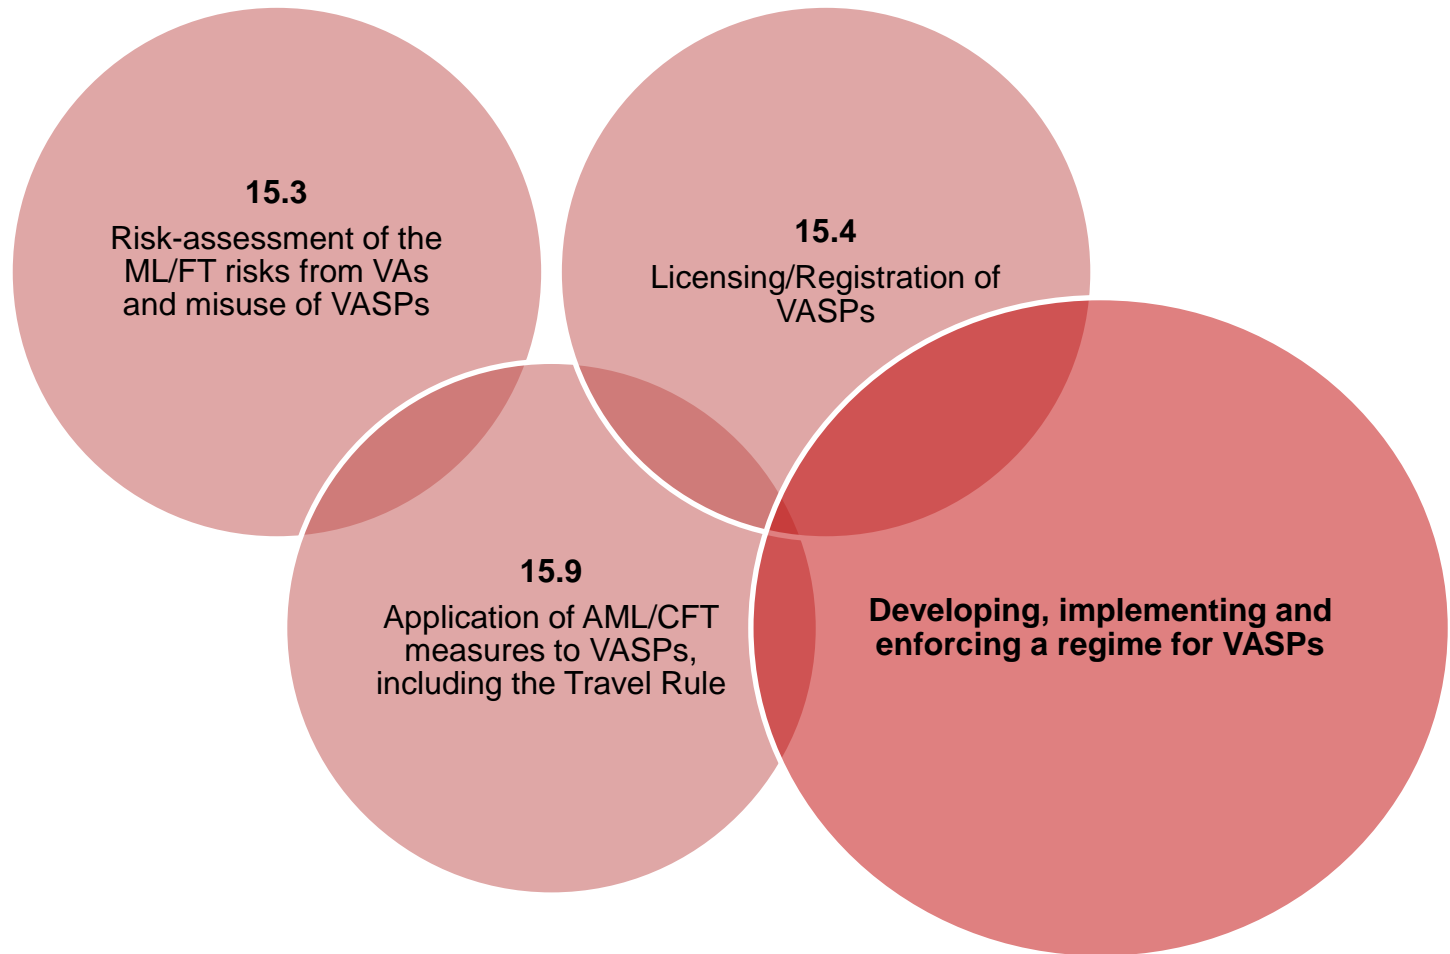 15.3
Risk-assessment of the
ML/FT risks from VAs
and misuse of VASPs
15.4
Licensing/Registration of
VASPs
15.9
Application of AML/CFT
measures to VASPs,
including the Travel Rule
Developing, implementing and
enforcing a regime for VASPs